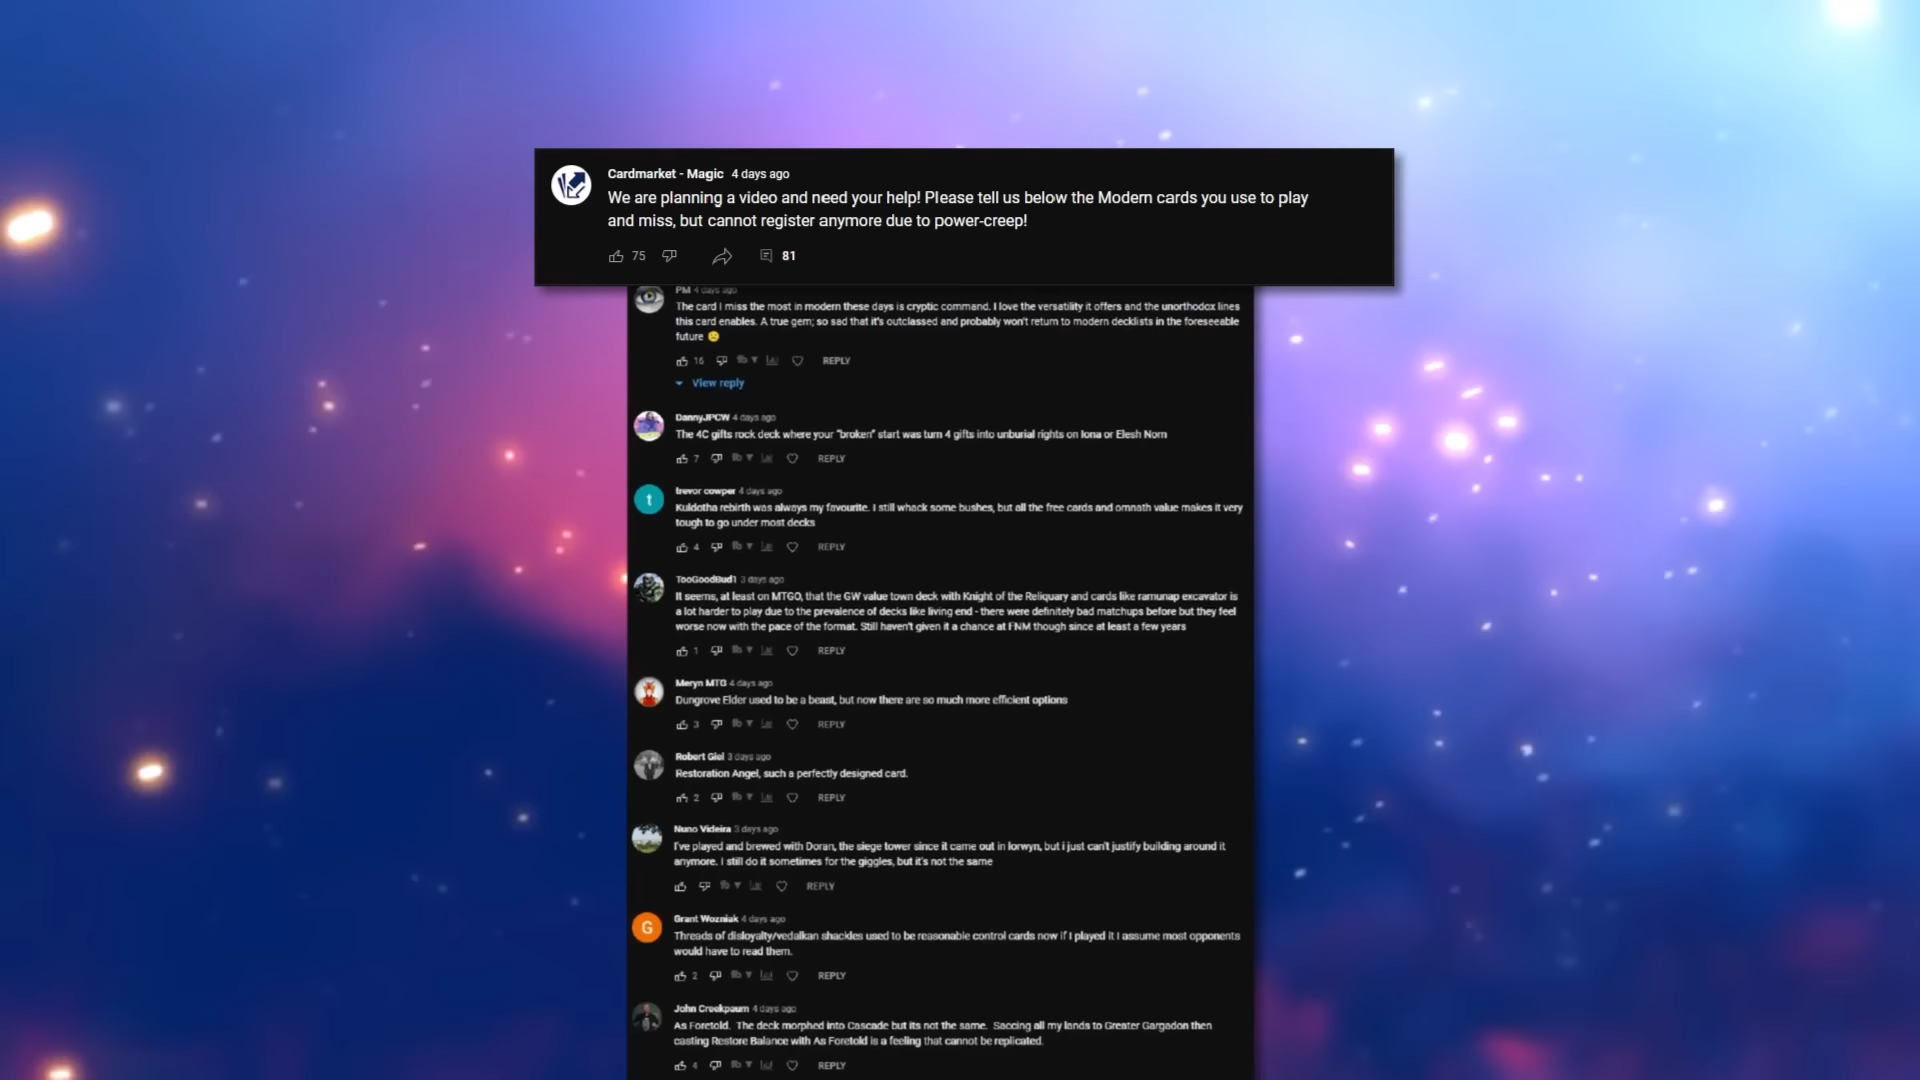 Cardmarket - Magic 4 days ago
We are planning a video and need your help! Please tell us below the Modern cards you use to play
and miss, but cannot register anymore due to power-creep!
75 81
PM 4 days ago
The card I miss the most in modern these days is cryptic command. I love the versatility it offers and the unorthodox lines
this card enables. A true gem; so sad that it's outclassed and probably won't return to modern decklists in the foreseeable
future 😢
16 REPLY
View reply
DannyJPCW 4 days ago
The 4C gifts rock deck where your "broken" start was turn 4 gifts into unburial rights on Iona or Elesh Norn
7 REPLY
t
trevor cowper 4 days ago
Kuldotha rebirth was always my favourite. I still whack some bushes, but all the free cards and omnath value makes it very
tough to go under most decks
4 REPLY
TooGoodBud1 3 days ago
It seems, at least on MTGO, that the GW value town deck with Knight of the Reliquary and cards like ramunap excavator is
a lot harder to play due to the prevalence of decks like living end - there were definitely bad matchups before but they feel
worse now with the pace of the format. Still haven't given it a chance at FNM though since at least a few years
1 REPLY
Meryn MTG 4 days ago
Dungrove Elder used to be a beast, but now there are so much more efficient options
3 REPLY
Robert Giel 3 days ago
Restoration Angel, such a perfectly designed card.
2 REPLY
Nuno Videira 3 days ago
I've played and brewed with Doran, the siege tower since it came out in lorwyn, but i just can't justify building around it
anymore. I still do it sometimes for the giggles, but it's not the same
REPLY
G
Grant Wozniak 4 days ago
Threads of disloyalty/vedalkan shackles used to be reasonable control cards now if I played it I assume most opponents
would have to read them.
2 REPLY
John Creekpaum 4 days ago
As Foretold. The deck morphed into Cascade but its not the same. Saccing all my lands to Greater Gargadon then
casting Restore Balance with As Foretold is a feeling that cannot be replicated.
4 REPLY